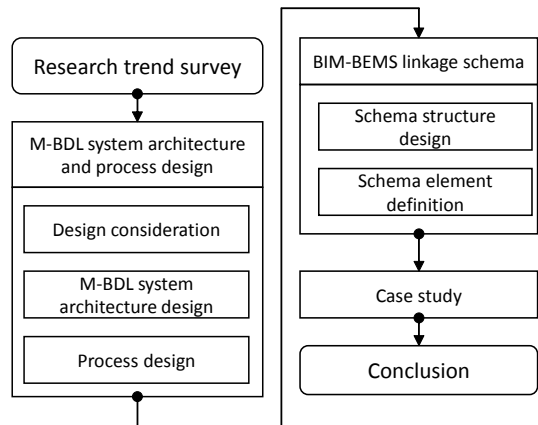 Research trend survey
M-BDL system architecture
and process design
Design consideration
M-BDL system
architecture design
Process design
BIM-BEMS linkage schema
Schema structure
design
Schema element
definition
Case study
Conclusion